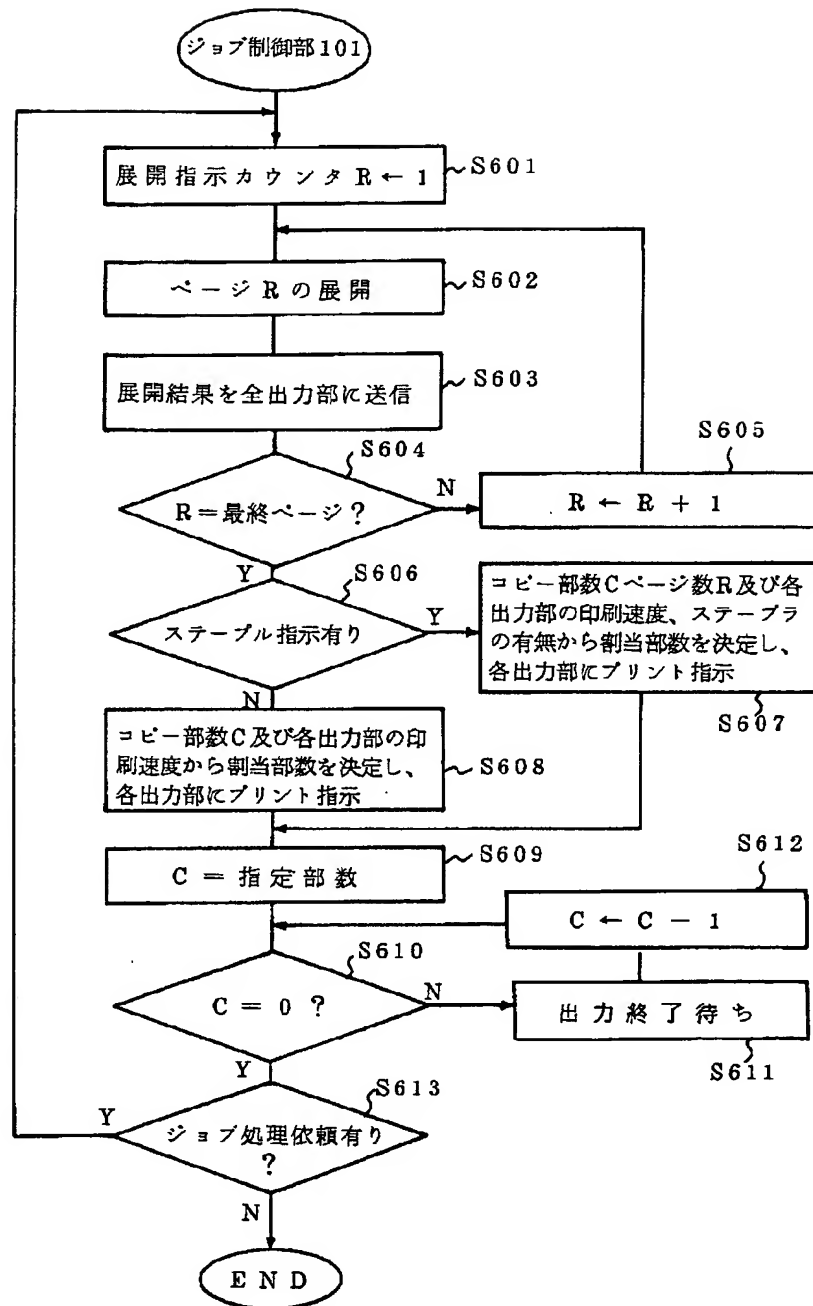 ジョブ制御部101
展開指示カウンタR←1
S601
ページRの展開
S602
展開結果を全出力部に送信
S603
S604
R=最終ページ?
N
Y
S605
R←R+1
S606
ステープル指示有り
Y
N
コピー部数Cページ数R及び各
出力部の印刷速度、ステープラ
の有無から割当部数を決定し、
各出力部にプリント指示
S607
コピー部数C及び各出力部の印
刷速度から割当部数を決定し、
各出力部にプリント指示
S608
S609
C=指定部数
S612
C←C-1
S610
C=0?
N
Y
出力終了待ち
S611
S613
Y
ジョブ処理依頼有り
?
N
END